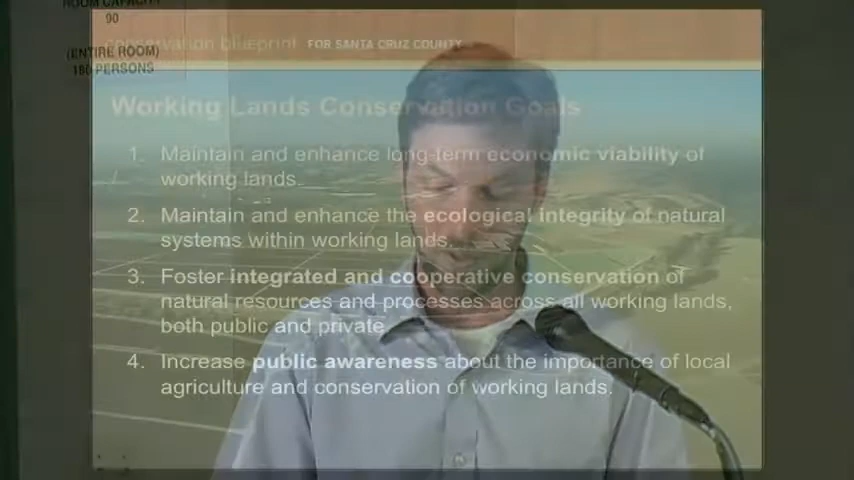 ROOM CAPACITY
90
(ENTIRE ROOM)
180 PERSONS
conservation blueprint FOR SANTA CRUZ COUNTY
Working Lands Conservation Goals
1. Maintain and enhance long-term economic viability of
working lands.
2. Maintain and enhance the ecological integrity of natural
systems within working lands.
3. Foster integrated and cooperative conservation of
natural resources and processes across all working lands,
both public and private
4. Increase public awareness about the importance of local
agriculture and conservation of working lands.